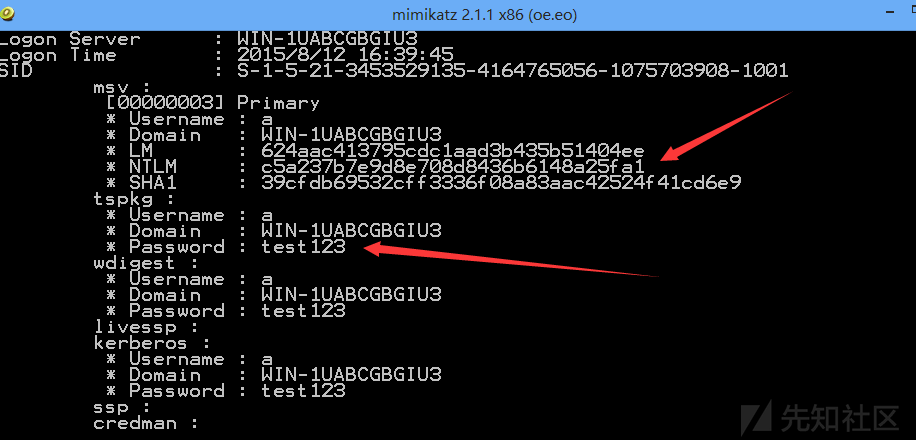 mimikatz 2.1.1 x86 (oe.eo)
Logon Server : WIN-1UABCGBGIU3
Logon Time : 2015/8/12 16:39:45
SID : S-1-5-21-3453529135-4164765056-1075703908-1001
msv :
[00000003] Primary
* Username : a
* Domain : WIN-1UABCGBGIU3
* LM : 624aac413795cdc1aad3b435b51404ee
* NTLM : c5a237b7e9d8e708d8436b6148a25fa1
* SHA1 : 39cfdb69532cff3336f08a83aac42524f41cd6e9
tspkg :
* Username : a
* Domain : WIN-1UABCGBGIU3
* Password : test123
wdigest :
* Username : a
* Domain : WIN-1UABCGBGIU3
* Password : test123
livessp :
kerberos :
* Username : a
* Domain : WIN-1UABCGBGIU3
* Password : test123
ssp :
credman :
先知社区